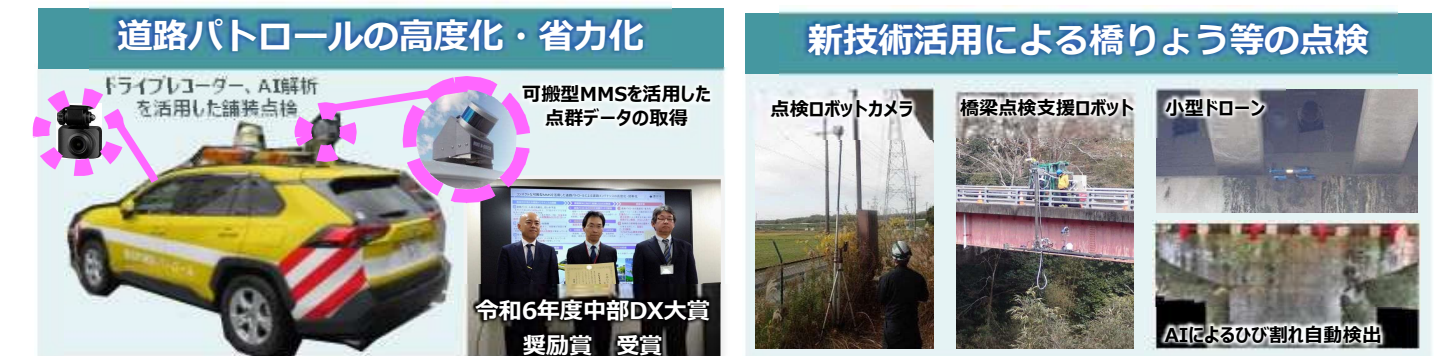 道路パトロールの高度化・省力化
ドライブレコーダー、AI解析
を活用した舗装点検
可搬型MMSを活用した
点群データの取得
令和6年度中部DX大賞
奨励賞　受賞
新技術活用による橋りょう等の点検
点検ロボットカメラ
橋梁点検支援ロボット
小型ドローン
AIによるひび割れ自動検出